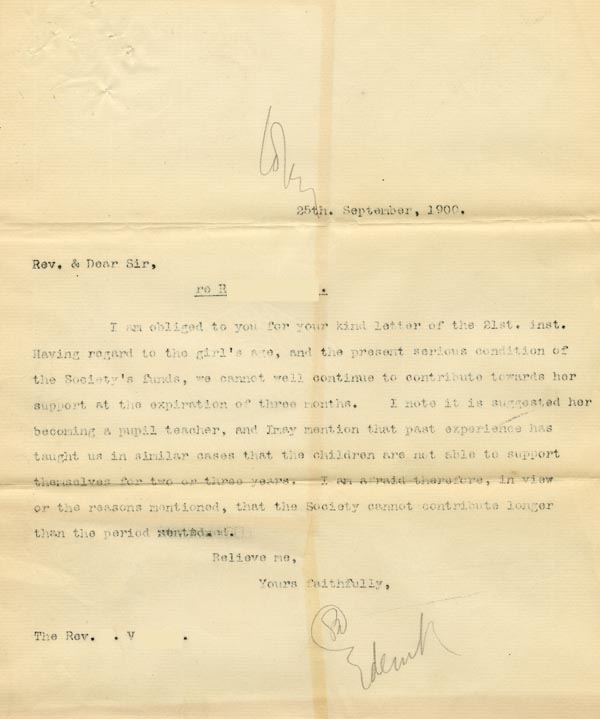 Copy
25th. September, 1900.
Rev. & Dear Sir,
re R .
I am obliged to you for your kind letter of the 21st. inst.
Having regard to the girl's age, and the present serious condition of
the Society's funds, we cannot well continue to contribute towards her
support at the expiration of three months. I note it is suggested her
becoming a pupil teacher, and Imay mention that past experience has
taught us in similar cases that the children are not able to support
themselves for two or three years. I am afraid therefore, in view
or the reasons mentioned, that the Society cannot contribute longer
than the period
Relieve me,
Yours faithfully,
The Rev. . V .